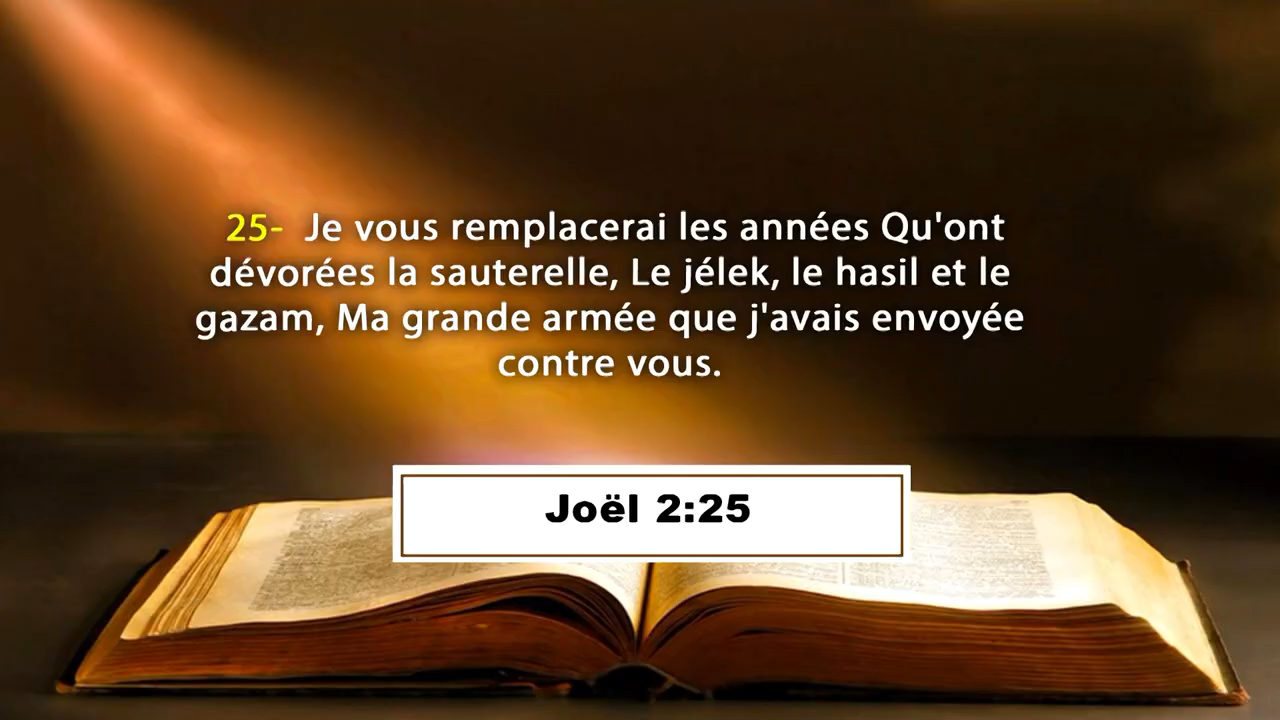 25- Je vous remplacerai les années Qu'ont
dévorées la sauterelle, Le jélek, le hasil et le
gazam, Ma grande armée que j'avais envoyée
contre vous.
Joël 2:25